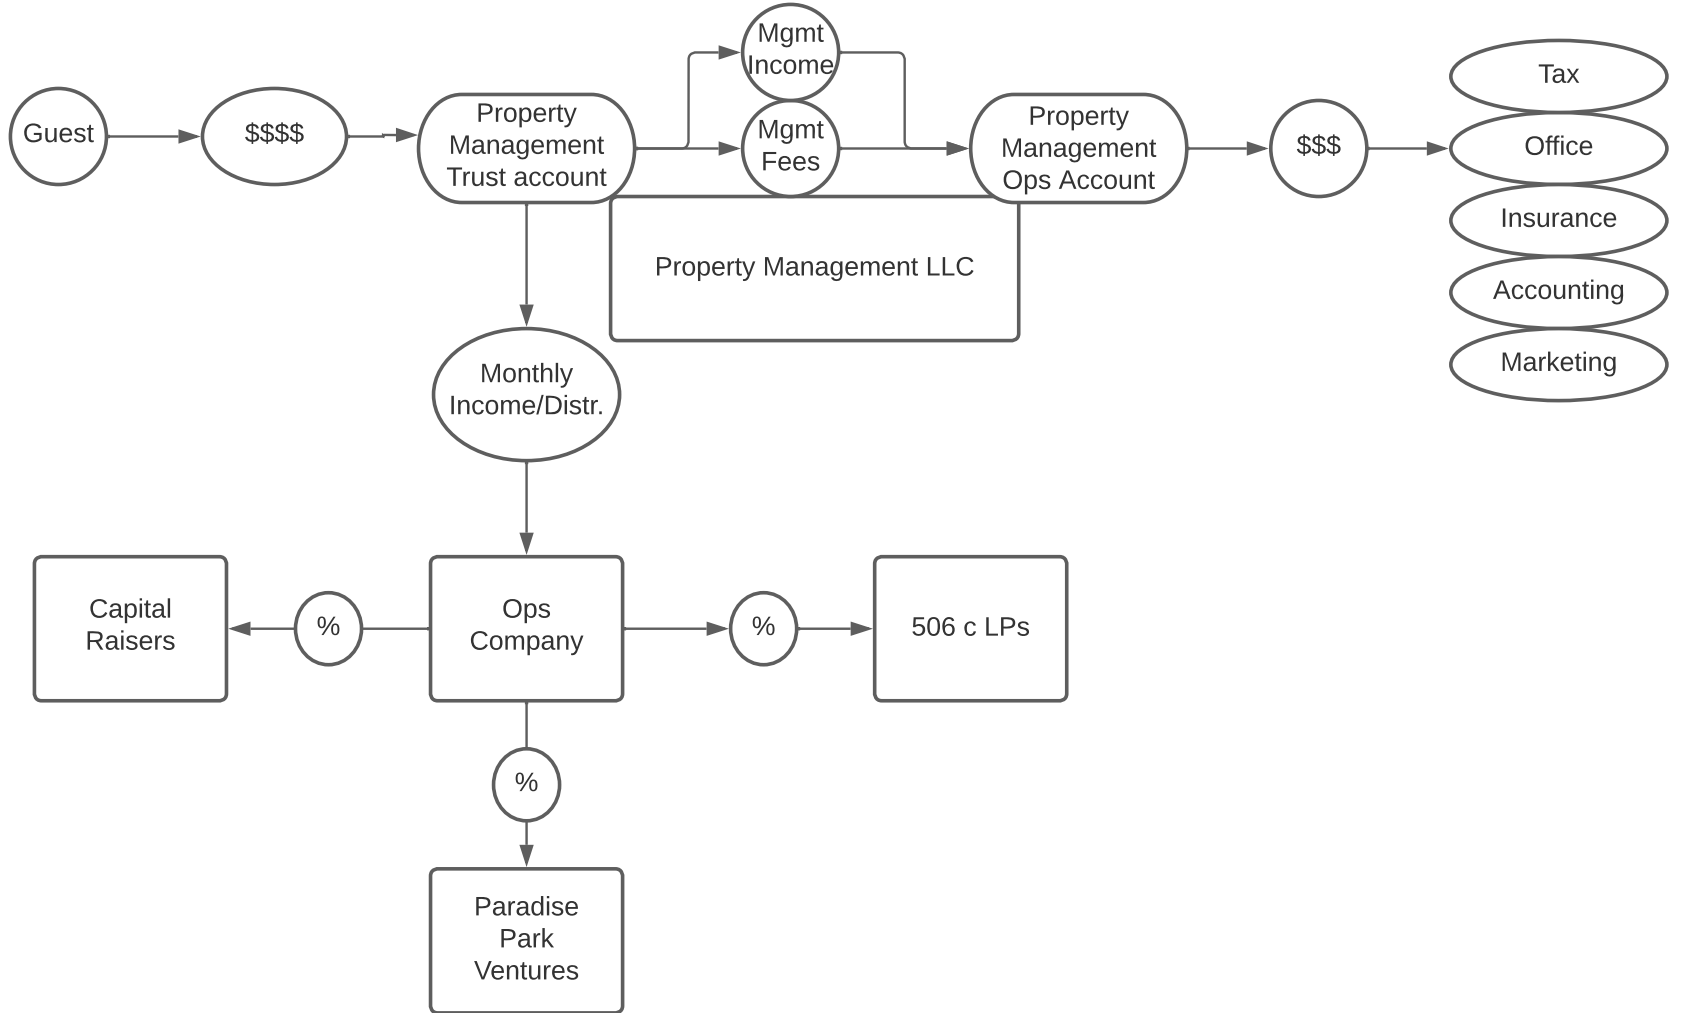 Guest
$$$$
Property
Management
Trust account
Mgmt
Income
Mgmt
Fees
Property
Management
Ops Account
$$$
Tax
Office
Insurance
Accounting
Marketing
Property Management LLC
Monthly
Income/Distr.
Capital
Raisers
%
Ops
Company
%
506 c LPs
%
Paradise
Park
Ventures